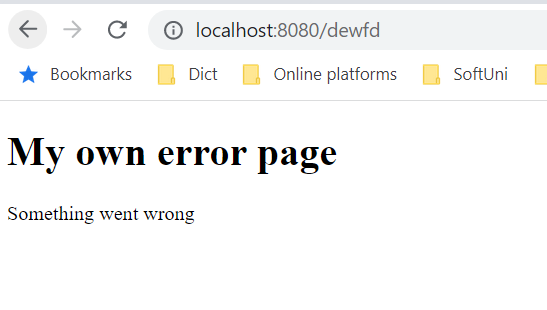 localhost:8080/dewfd
Bookmarks Dict Online platforms SoftUni
My own error page
Something went wrong